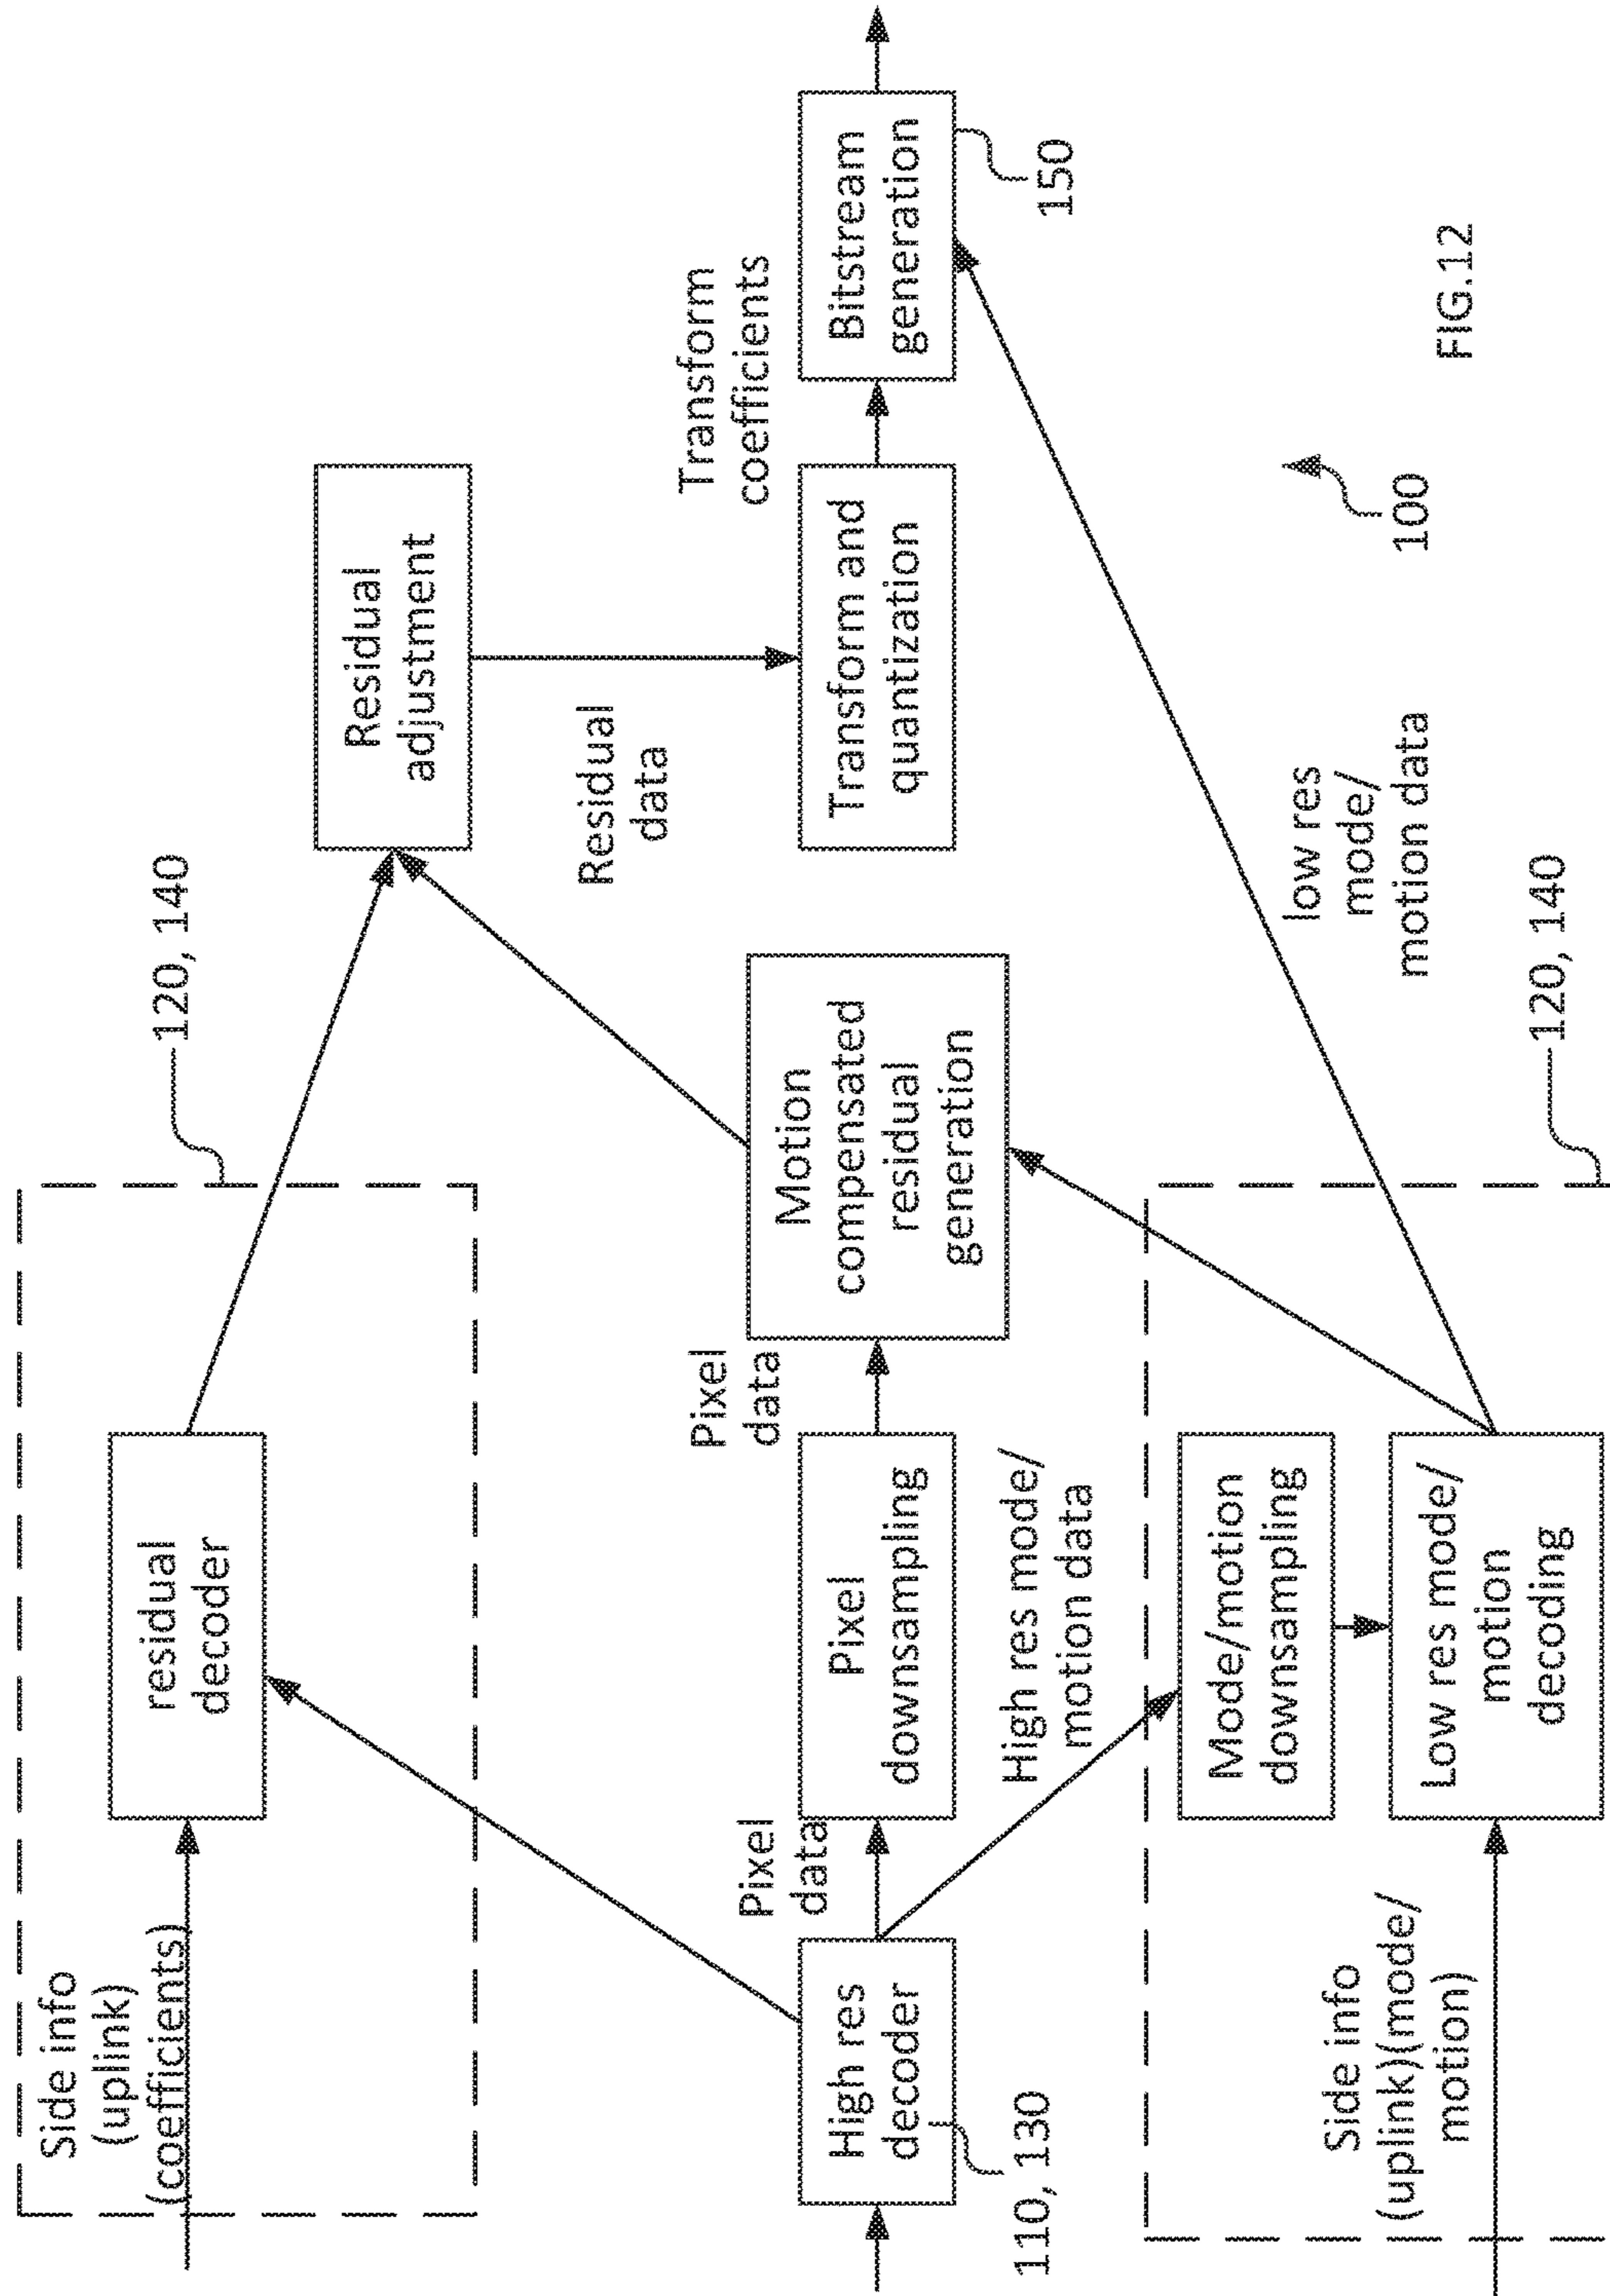 Side info
(uplink)
(coefficients)
residual
decoder
120, 140
Residual
adjustment
Residual
data
Transform
coefficients
High res
decoder
110, 130
Pixel
data
Pixel
downsampling
Pixel
data
Motion
compensated
residual
generation
Transform and
quantization
Bitstream
generation
150
High res mode/
motion data
Side info
(uplink)(mode/
motion)
Mode/motion
downsampling
Low res mode/
motion
decoding
low res
mode/
motion data
120, 140
100
FIG.12